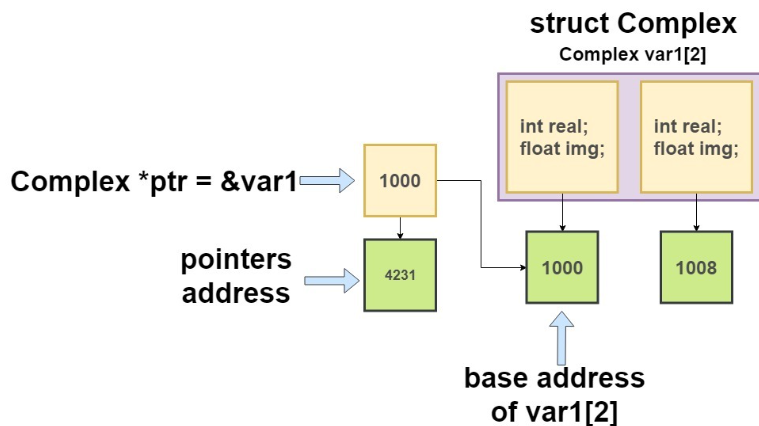 struct Complex
Complex var1[2]
int real;
float img;
int real;
float img;
Complex *ptr = &var1
1000
pointers
address
4231
1000
1008
base address
of var1[2]